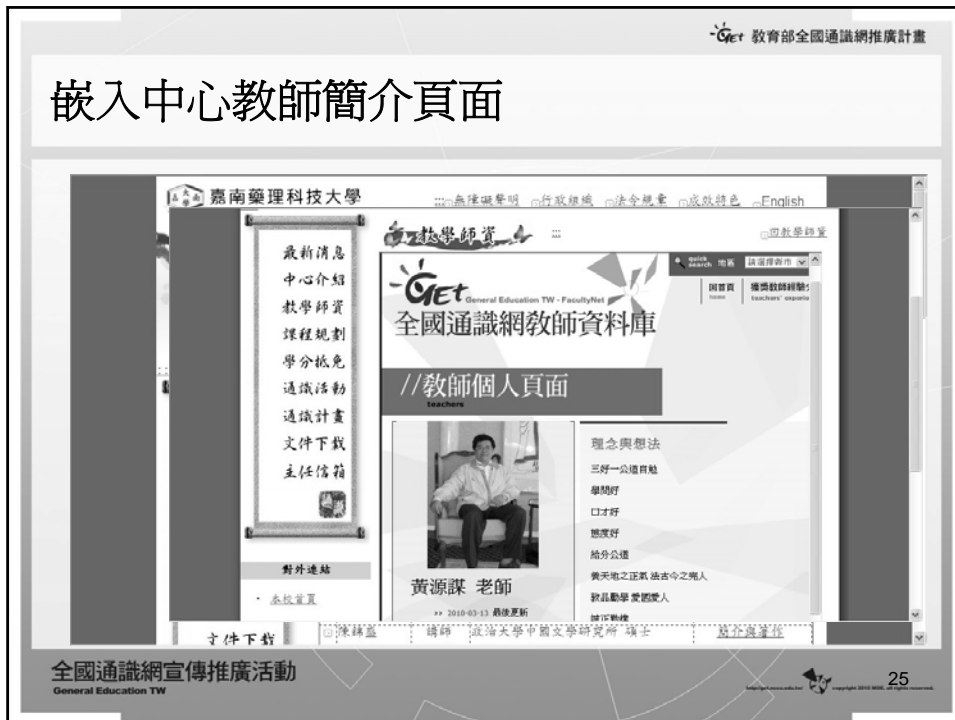 GET 教育部全國通識網推廣計畫
嵌入中心教師簡介頁面
嘉南藥理科技大學
:::無障礙聲明 行政組織 法令規章 成效特色 English
教學師資 :::
回教學師資
最新消息
中心介紹
教學師資
課程規劃
學分抵免
通識活動
通識計畫
文件下載
主任信箱
對外連結
· 本校首頁
quick search 地區 請選擇縣市
回首頁
home
獲獎教師經驗
GET General Education TW - FacultyNet
全國通識網教師資料庫
//教師個人頁面
teachers
黃源謀 老師
>> 2010-03-13 最後更新
理念與想法
三好一公道自勉
學問好
口才好
態度好
給分公道
養天地之正氣 法古今之完人
敦品勵學 愛國愛人
文件下載
陳錦盛 講師 政治大學中國文學研究所 碩士 簡介與著作
全國通識網宣傳推廣活動
General Education TW
25